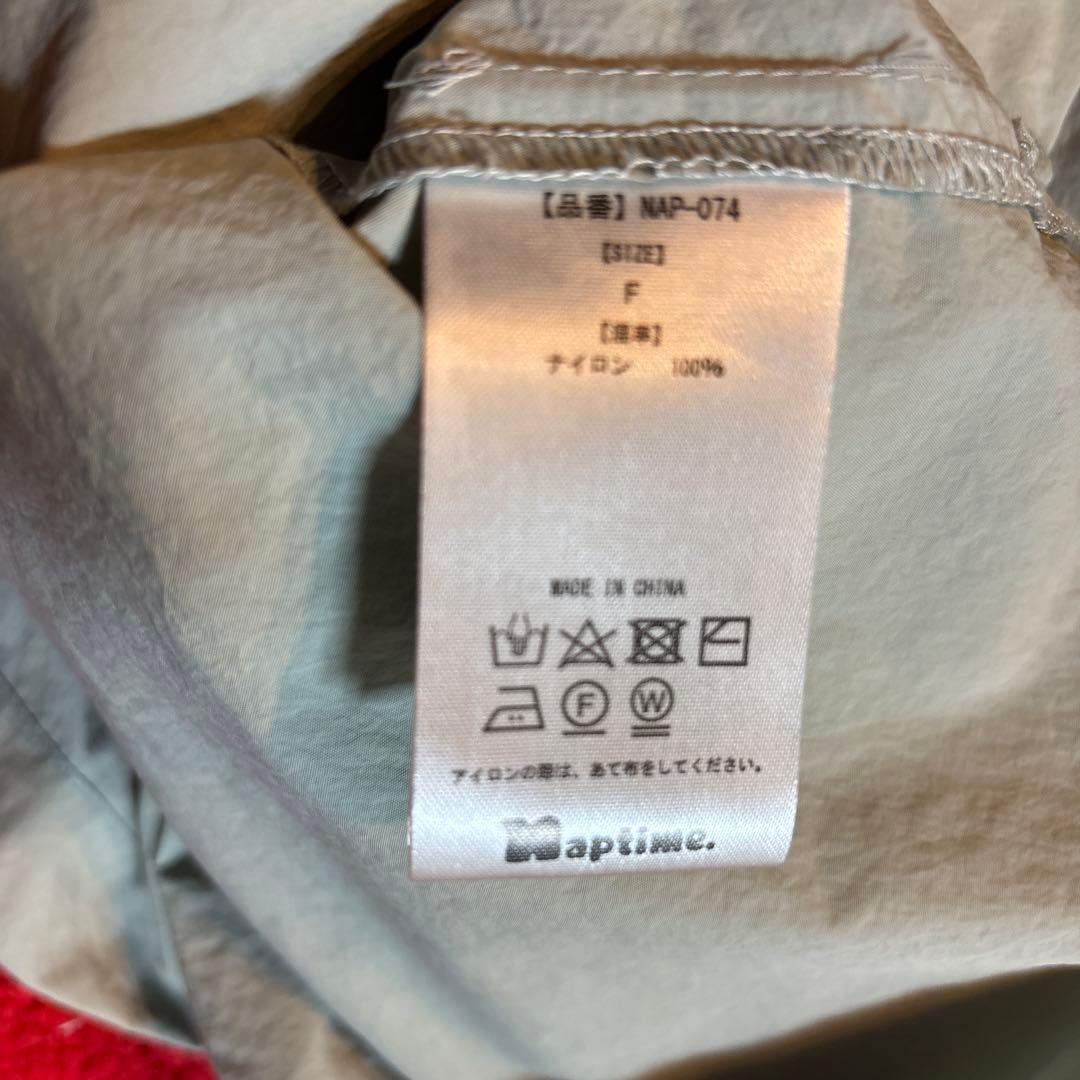 【品番】NAP-074
【SIZE】
F
【混率】
ナイロン 100%
MADE IN CHINA
F W
アイロンの際は、あて布をしてください。
Naptime.